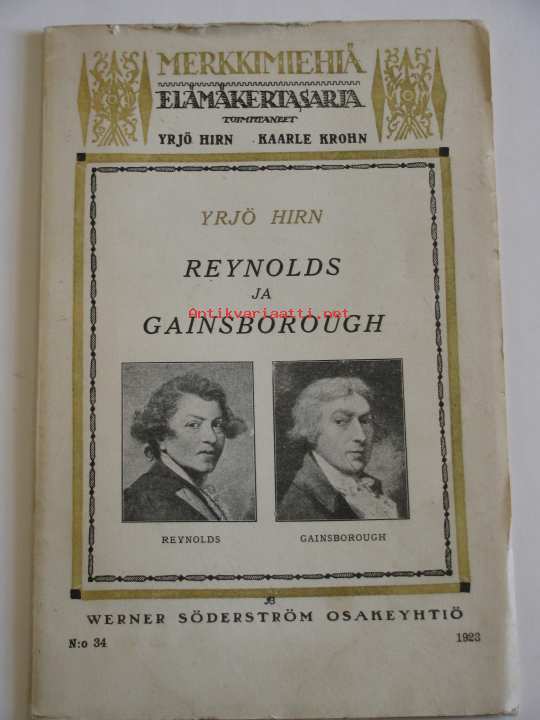 MERKKIMIEHIÄ
ELÄMÄKERTASARJA
TOIMITTANEET
YRJÖ HIRN KAARLE KROHN
YRJÖ HIRN
REYNOLDS
JA
Antikvariaatti.net
GAINSBOROUGH
REYNOLDS
GAINSBOROUGH
WERNER SÖDERSTRÖM OSAKEYHTIÖ
N:o 34
1923